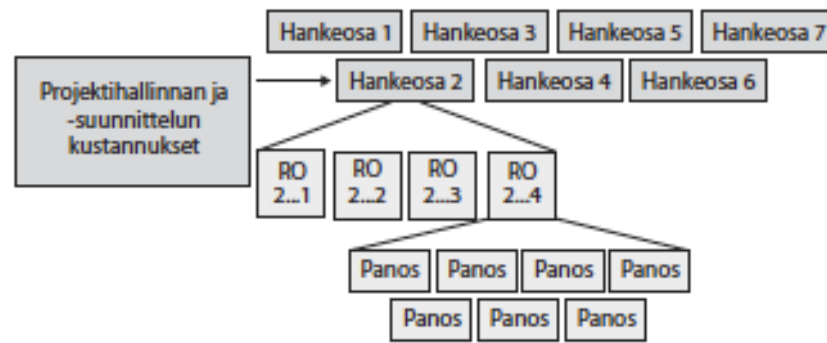 Hankeosa 1 Hankeosa 3 Hankeosa 5 Hankeosa 7
Projektihallinnan ja
-suunnittelun
kustannukset
Hankeosa 2 Hankeosa 4 Hankeosa 6
RO
2...1
RO
2...2
RO
2...3
RO
2...4
Panos Panos Panos Panos
Panos Panos Panos